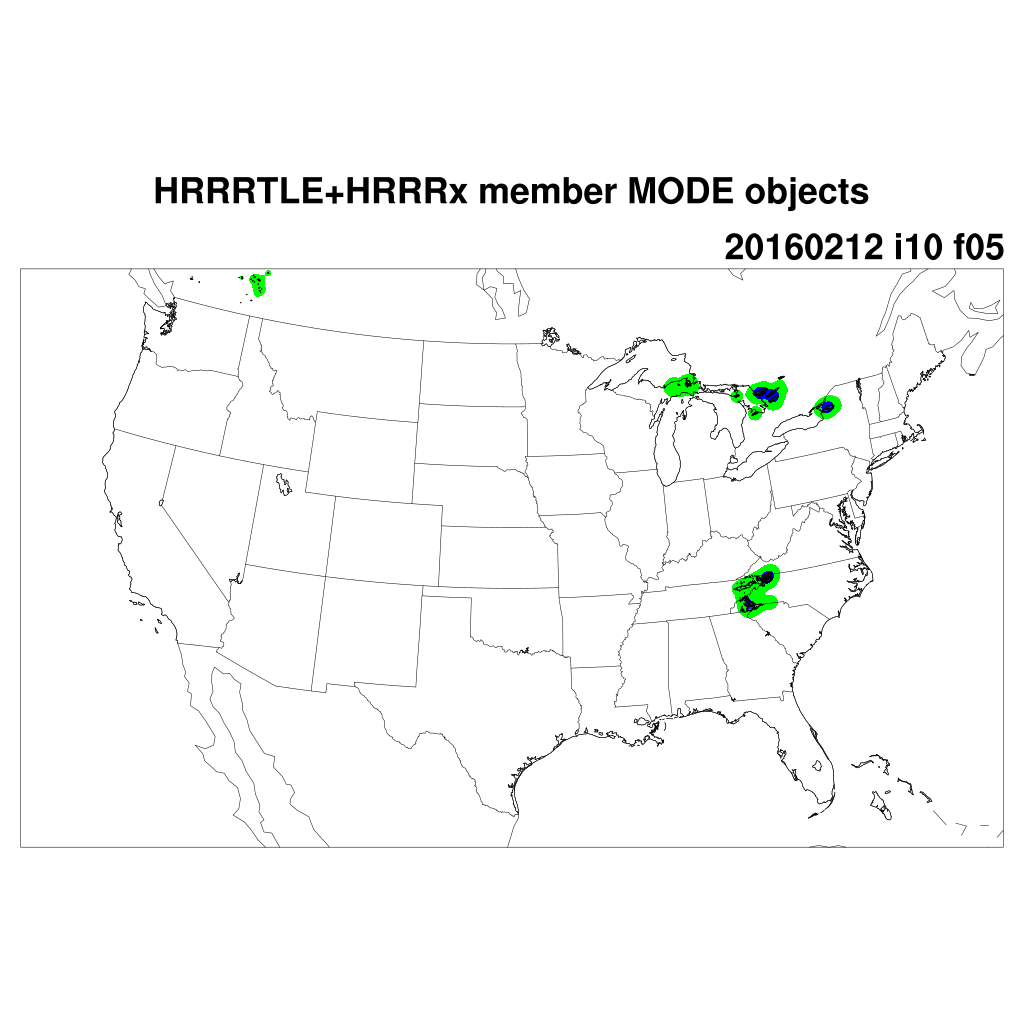 HRRRTLE+HRRRx member MODE objects
20160212 i10 f05